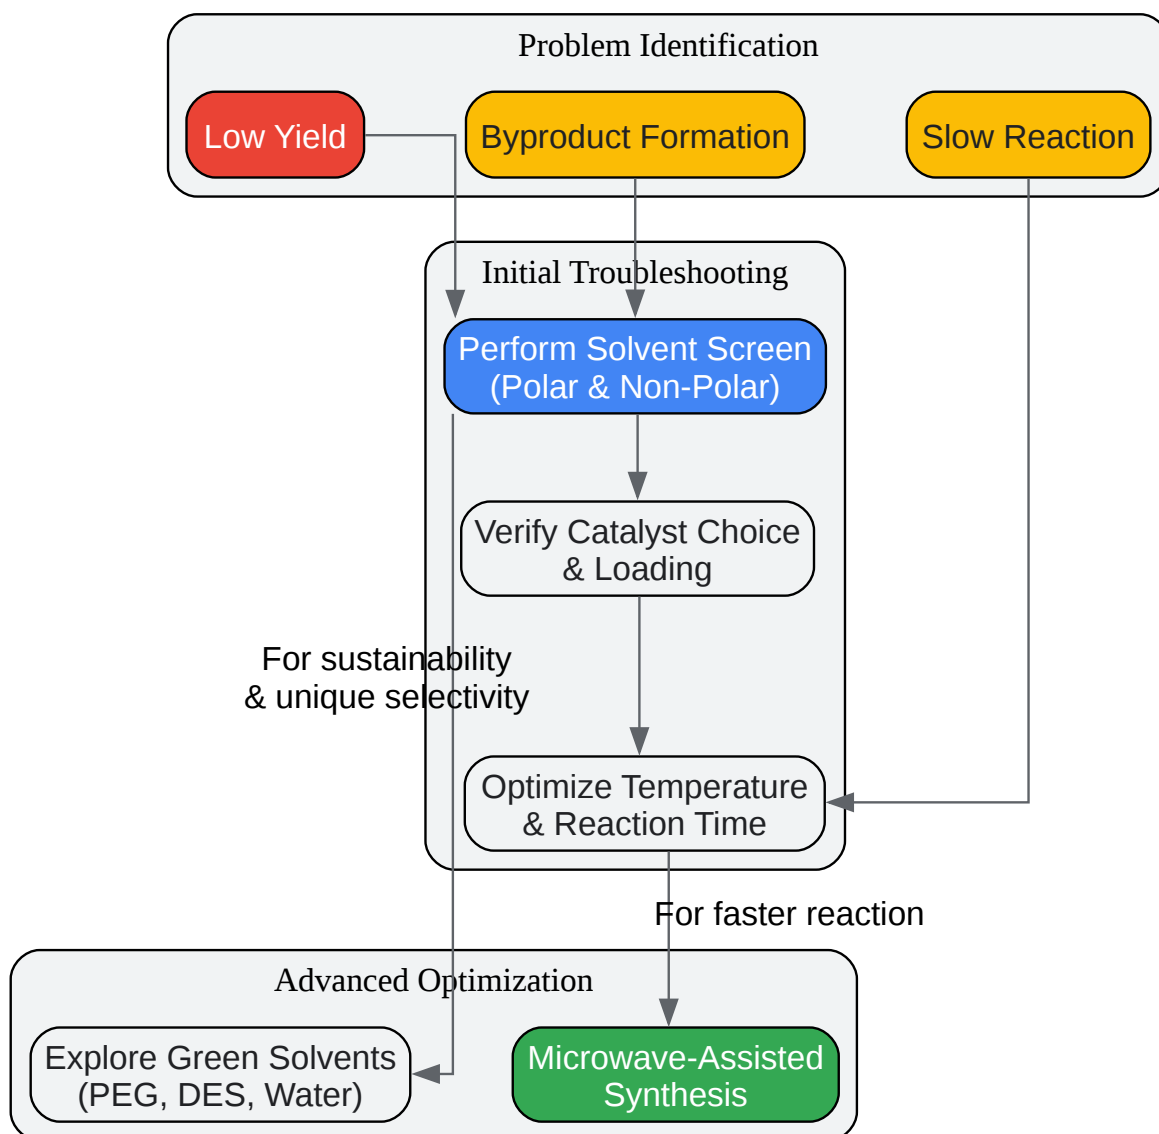 Problem Identification
Low Yield
Byproduct Formation
Slow Reaction
Initial Troubleshooting
Perform Solvent Screen
(Polar & Non-Polar)
Verify Catalyst Choice
& Loading
For sustainability
& unique selectivity
Optimize Temperature
& Reaction Time
For faster reaction
Advanced Optimization
Explore Green Solvents
(PEG, DES, Water)
Microwave-Assisted
Synthesis